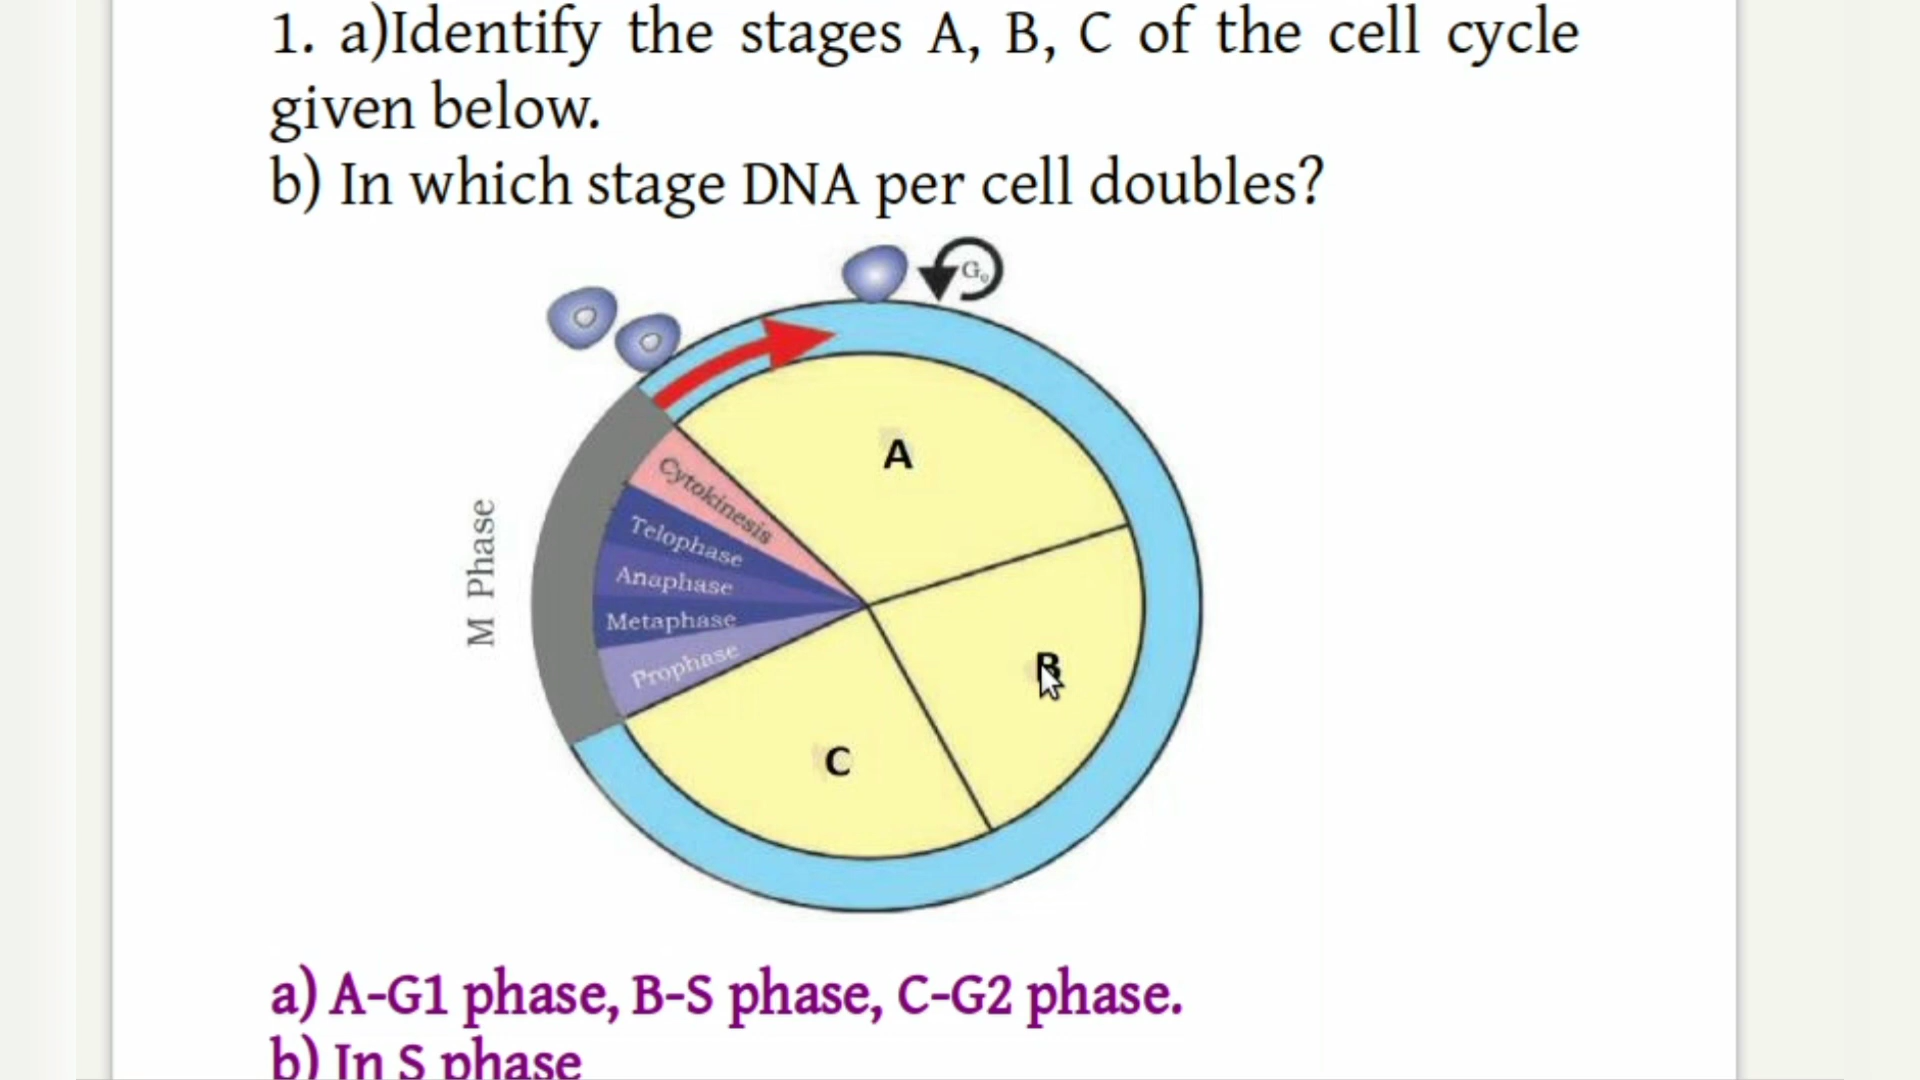 1. a)Identify the stages A, B, C of the cell cycle
given below.
b) In which stage DNA per cell doubles?
G₀
A
Cytokinesis
Telophase
Anaphase
Metaphase
Prophase
M Phase
B
C
a) A-G1 phase, B-S phase, C-G2 phase.
b) In S phase